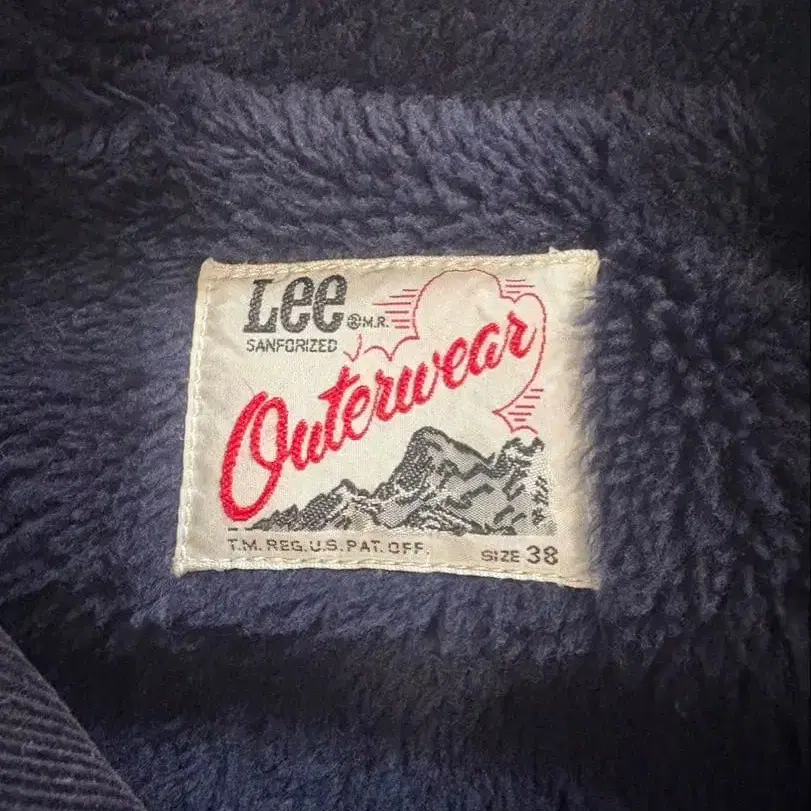 Lee ®M.R.
SANFORIZED
Outerwear
T.M. REG. U.S. PAT. OFF. SIZE 38